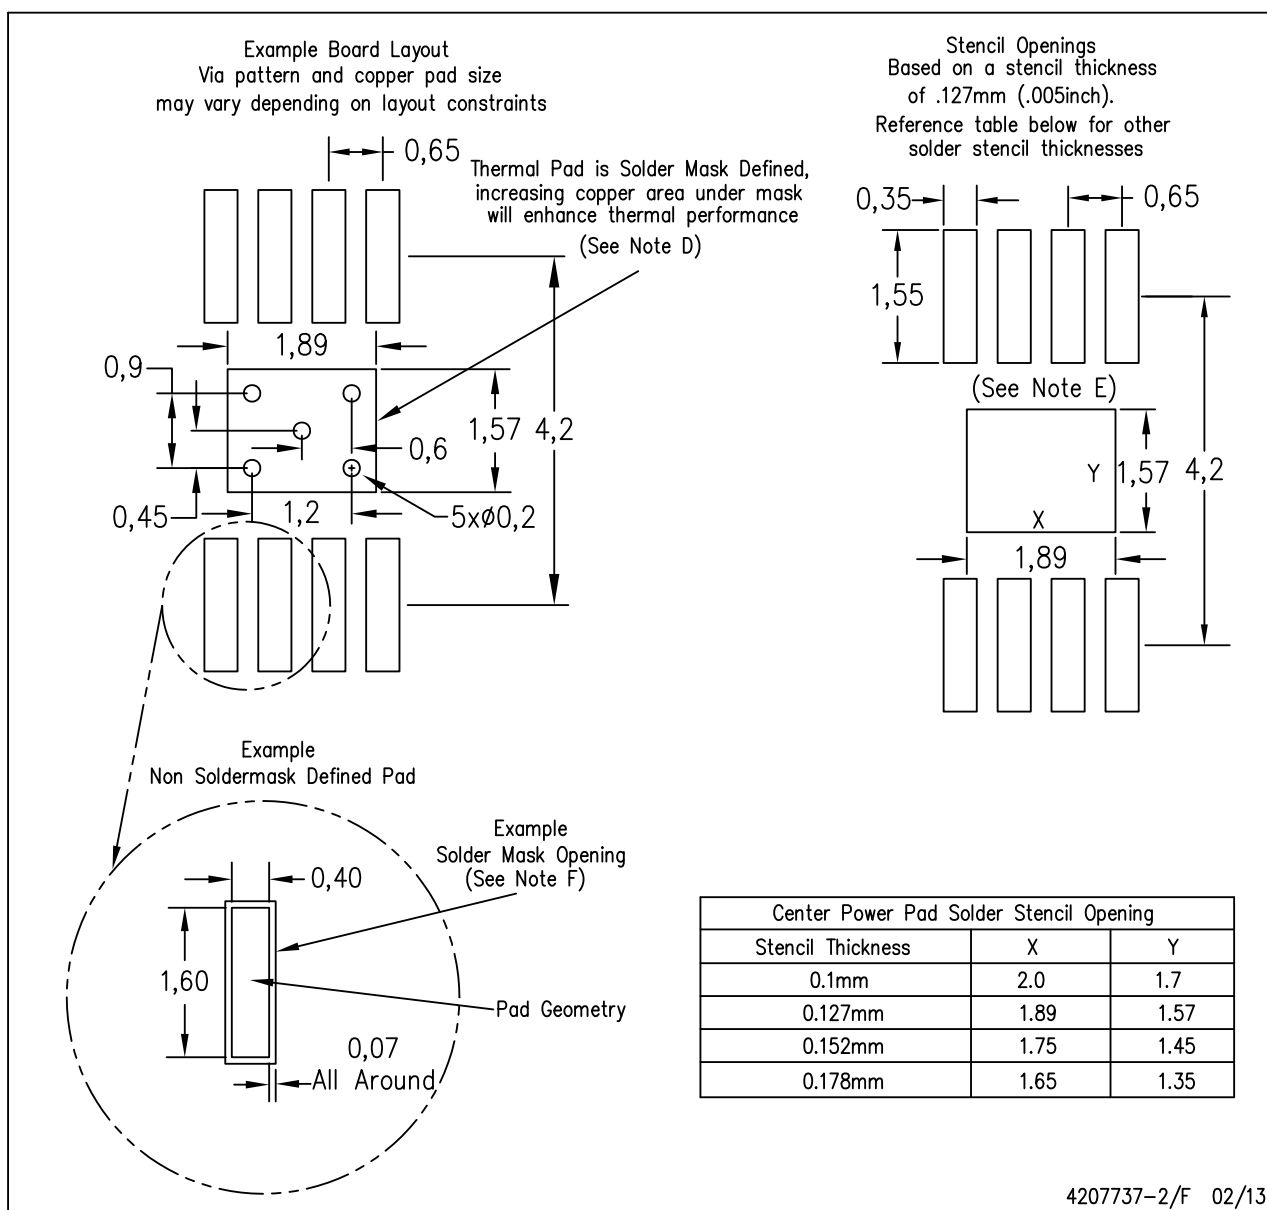 Example Board Layout
Via pattern and copper pad size
may vary depending on layout constraints
0,65
Thermal Pad is Solder Mask Defined,
increasing copper area under mask
will enhance thermal performance
(See Note D)
1,89
0,9
1,57
4,2
0,6
0,45
1,2
5xø0,2
Stencil Openings
Based on a stencil thickness
of .127mm (.005inch).
Reference table below for other
solder stencil thicknesses
0,35
0,65
1,55
(See Note E)
Y
1,57
4,2
X
1,89
Example
Non Soldermask Defined Pad
Example
Solder Mask Opening
(See Note F)
0,40
1,60
Pad Geometry
0,07
All Around
Center Power Pad Solder Stencil Opening
Stencil Thickness X Y
0.1mm 2.0 1.7
0.127mm 1.89 1.57
0.152mm 1.75 1.45
0.178mm 1.65 1.35
4207737-2/F 02/13